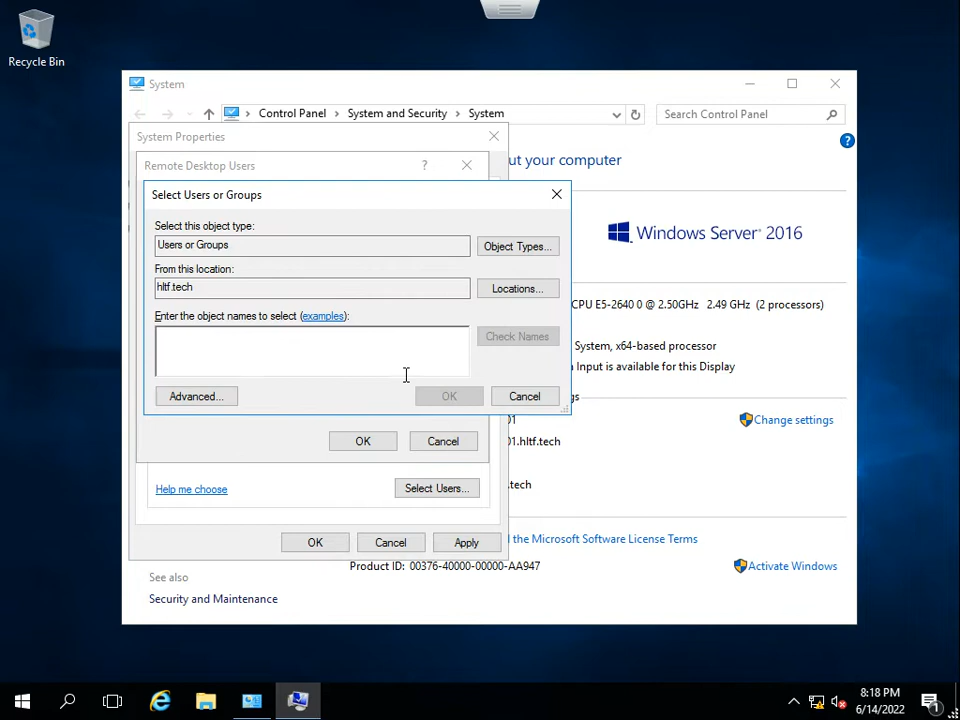 Recycle Bin
System
Control Panel
System and Security
System
Search Control Panel
System Properties
Remote Desktop Users
?
Select Users or Groups
ut your computer
Select this object type:
Users or Groups
Object Types...
Windows Server 2016
From this location:
hltf.tech
Locations...
CPU E5-2640 0 @ 2.50GHz 2.49 GHz (2 processors)
Enter the object names to select (examples):
Check Names
System, x64-based processor
Input is available for this Display
Advanced...
OK
Cancel
gs
01
Change settings
OK
Cancel
01.hltf.tech
.tech
Help me choose
Select Users...
OK
Cancel
Apply
the Microsoft Software License Terms
Product ID: 00376-40000-00000-AA947
Activate Windows
See also
Security and Maintenance
8:18 PM
6/14/2022
1